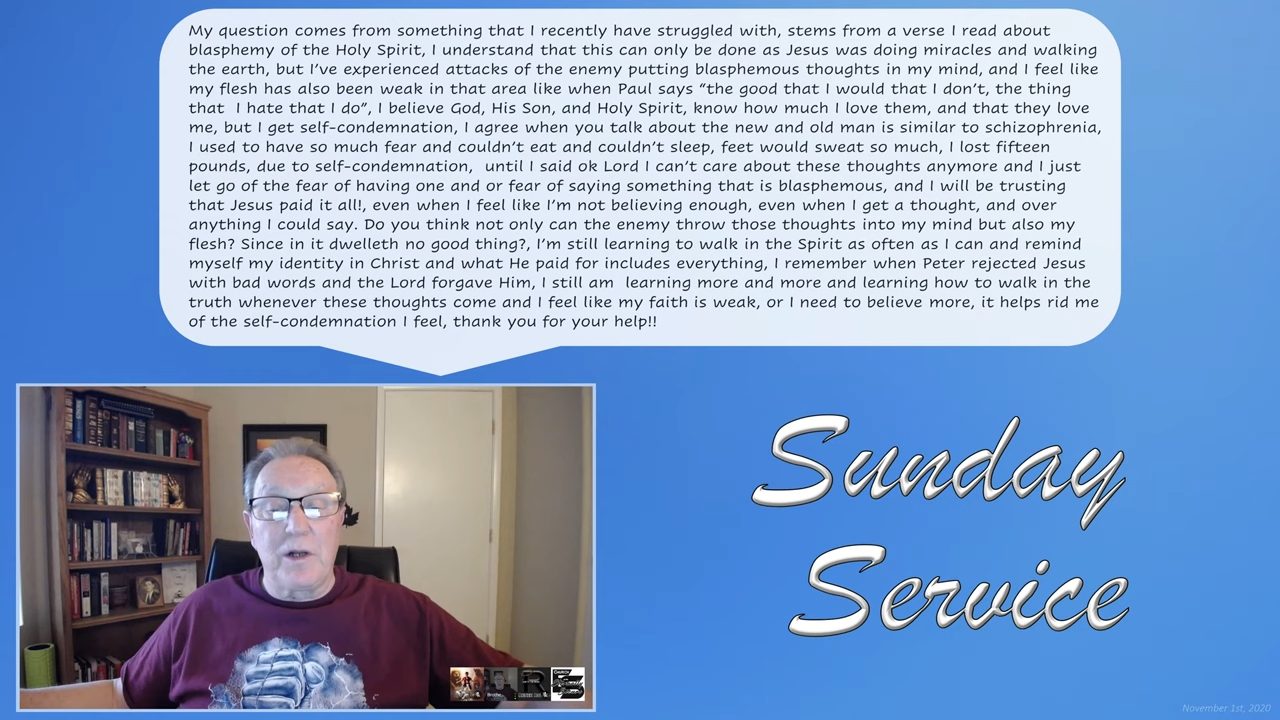 My question comes from something that I recently have struggled with, stems from a verse I read about
blasphemy of the Holy Spirit, I understand that this can only be done as Jesus was doing miracles and walking
the earth, but I've experienced attacks of the enemy putting blasphemous thoughts in my mind, and I feel like
my flesh has also been weak in that area like when Paul says “the good that I would that I don't, the thing
that I hate that I do”, I believe God, His Son, and Holy Spirit, know how much I love them, and that they love
me, but I get self-condemnation, I agree when you talk about the new and old man is similar to schizophrenia,
I used to have so much fear and couldn't eat and couldn't sleep, feet would sweat so much, I lost fifteen
pounds, due to self-condemnation, until I said ok Lord I can't care about these thoughts anymore and I just
let go of the fear of having one and or fear of saying something that is blasphemous, and I will be trusting
that Jesus paid it all!, even when I feel like I'm not believing enough, even when I get a thought, and over
anything I could say. Do you think not only can the enemy throw those thoughts into my mind but also my
flesh? Since in it dwelleth no good thing?, I'm still learning to walk in the Spirit as often as I can and remind
myself my identity in Christ and what He paid for includes everything, I remember when Peter rejected Jesus
with bad words and the Lord forgave Him, I still am learning more and more and learning how to walk in the
truth whenever these thoughts come and I feel like my faith is weak, or I need to believe more, it helps rid me
of the self-condemnation I feel, thank you for your help!!
Sunday
Service
November 1st, 2020